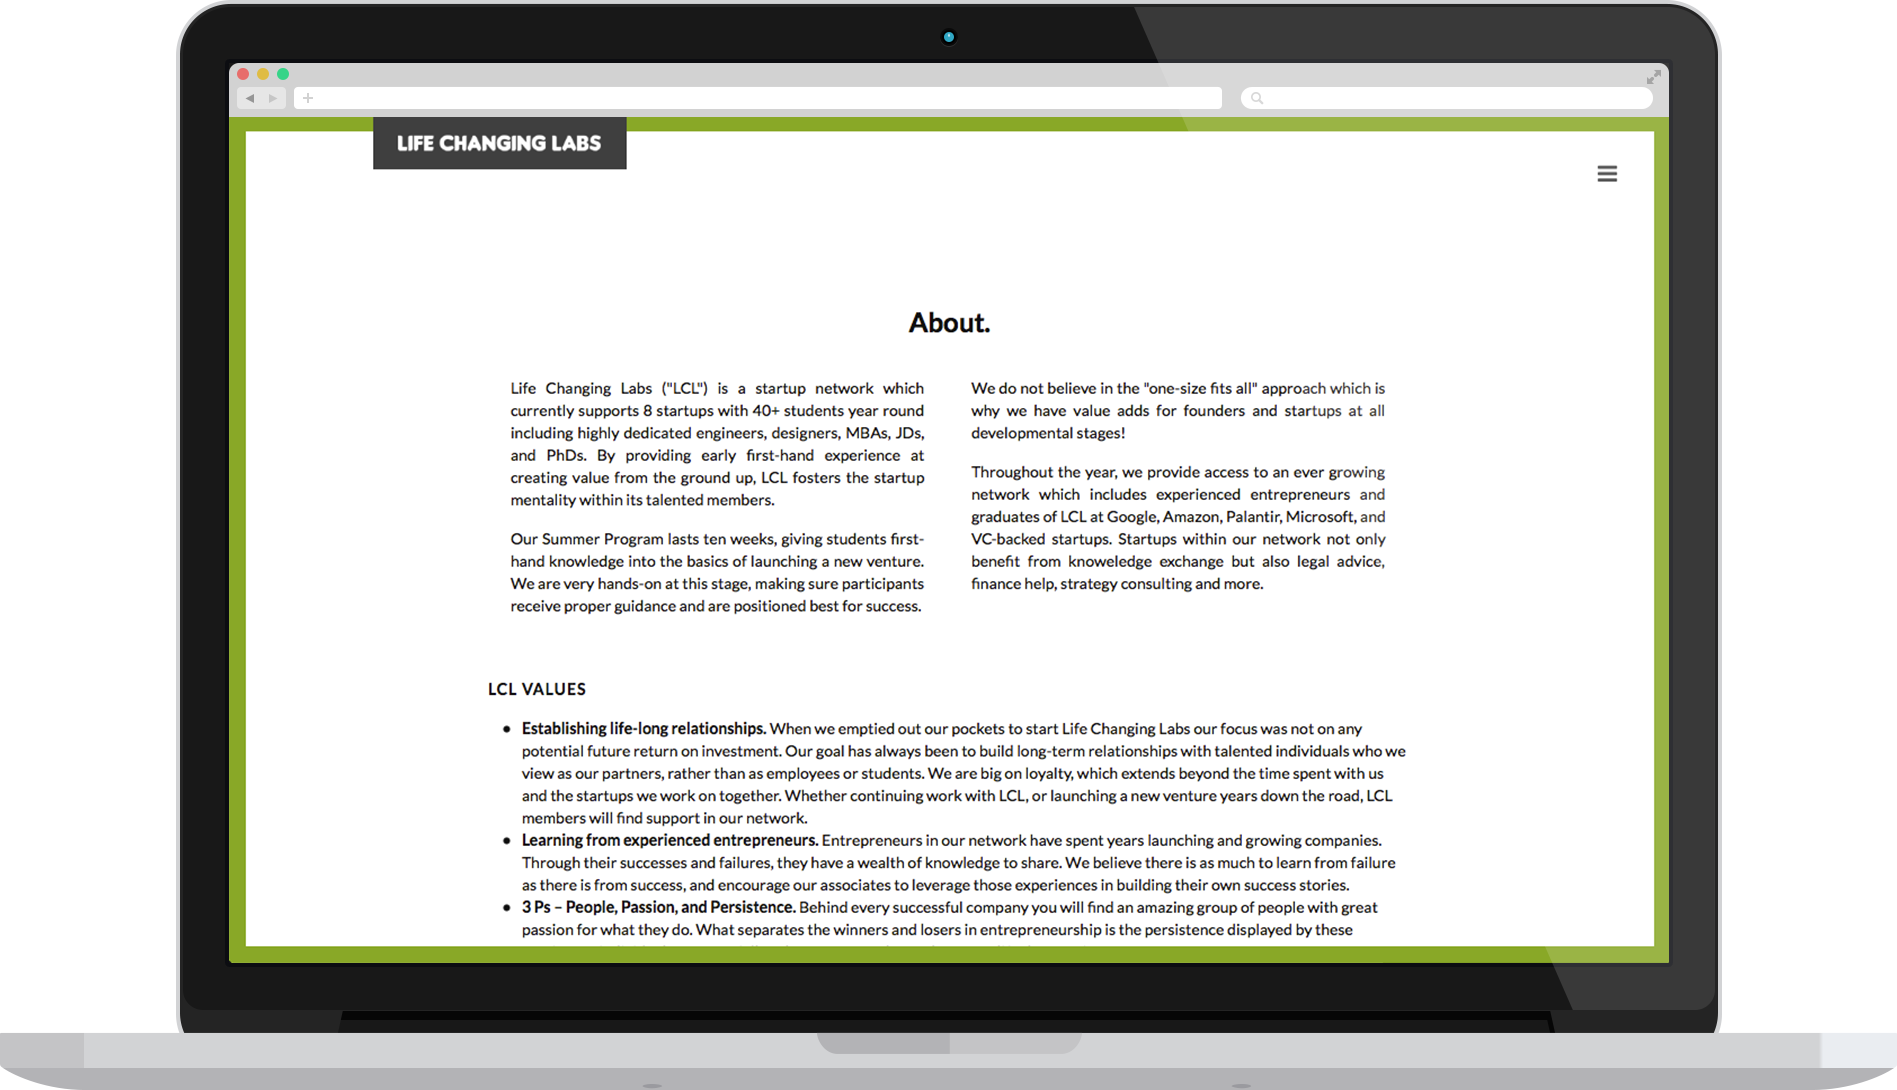 LIFE CHANGING LABS
About.
Life Changing Labs ("LCL") is a startup network which
currently supports 8 startups with 40+ students year round
including highly dedicated engineers, designers, MBAs, JDs,
and PhDs. By providing early first-hand experience at
creating value from the ground up, LCL fosters the startup
mentality within its talented members.
Our Summer Program lasts ten weeks, giving students first-
hand knowledge into the basics of launching a new venture.
We are very hands-on at this stage, making sure participants
receive proper guidance and are positioned best for success.
We do not believe in the "one-size fits all" approach which is
why we have value adds for founders and startups at all
developmental stages!
Throughout the year, we provide access to an ever growing
network which includes experienced entrepreneurs and
graduates of LCL at Google, Amazon, Palantir, Microsoft, and
VC-backed startups. Startups within our network not only
benefit from knoweledge exchange but also legal advice,
finance help, strategy consulting and more.
LCL VALUES
• Establishing life-long relationships. When we emptied out our pockets to start Life Changing Labs our focus was not on any
potential future return on investment. Our goal has always been to build long-term relationships with talented individuals who we
view as our partners, rather than as employees or students. We are big on loyalty, which extends beyond the time spent with us
and the startups we work on together. Whether continuing work with LCL, or launching a new venture years down the road, LCL
members will find support in our network.
• Learning from experienced entrepreneurs. Entrepreneurs in our network have spent years launching and growing companies.
Through their successes and failures, they have a wealth of knowledge to share. We believe there is as much to learn from failure
as there is from success, and encourage our associates to leverage those experiences in building their own success stories.
• 3 Ps – People, Passion, and Persistence. Behind every successful company you will find an amazing group of people with great
passion for what they do. What separates the winners and losers in entrepreneurship is the persistence displayed by these